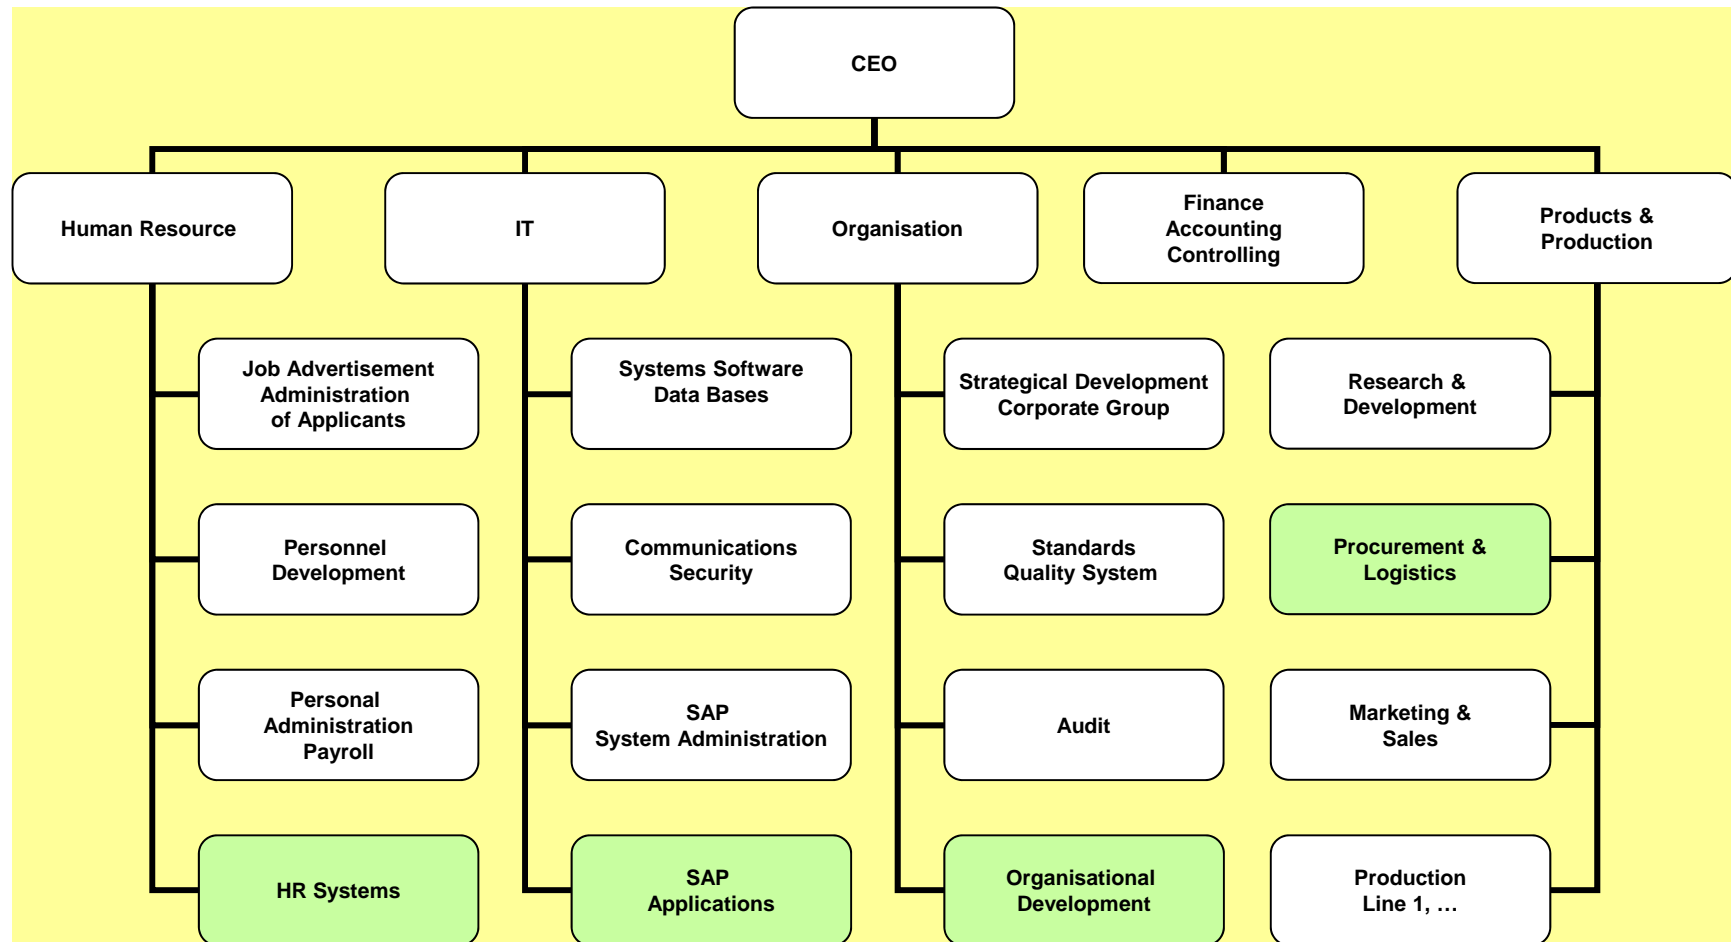 CEO
Human Resource
IT
Organisation
Finance
Accounting
Controlling
Products &
Production
Job Advertisement
Administration
of Applicants
Systems Software
Data Bases
Strategical Development
Corporate Group
Research &
Development
Personnel
Development
Communications
Security
Standards
Quality System
Procurement &
Logistics
Personal
Administration
Payroll
SAP
System Administration
Audit
Marketing &
Sales
HR Systems
SAP
Applications
Organisational
Development
Production
Line 1, …